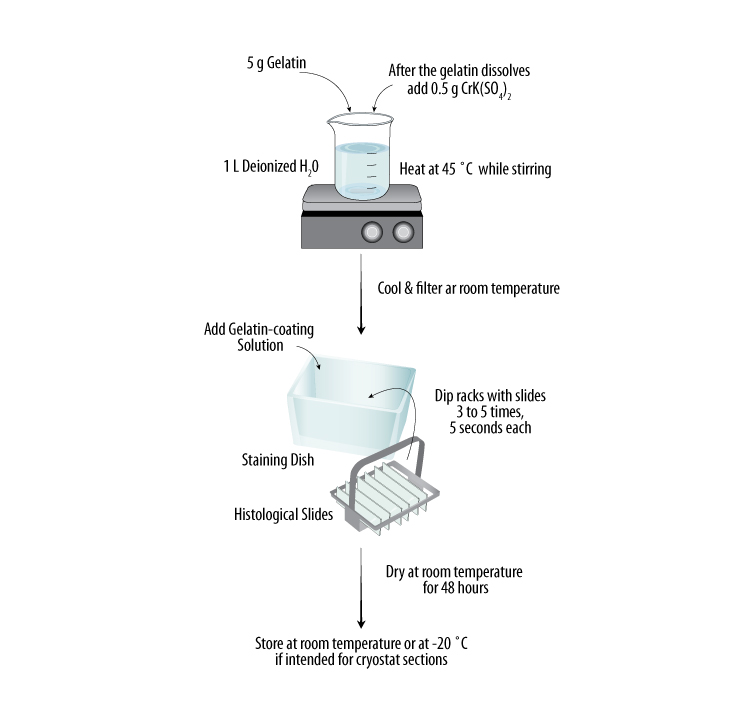 5 g Gelatin
After the gelatin dissolves
add 0.5 g CrK(SO₄)₂
1 L Deionized H₂0
Heat at 45 ˚C while stirring
Cool & filter ar room temperature
Add Gelatin-coating
Solution
Dip racks with slides
3 to 5 times,
5 seconds each
Staining Dish
Histological Slides
Dry at room temperature
for 48 hours
Store at room temperature or at -20 ˚C
if intended for cryostat sections